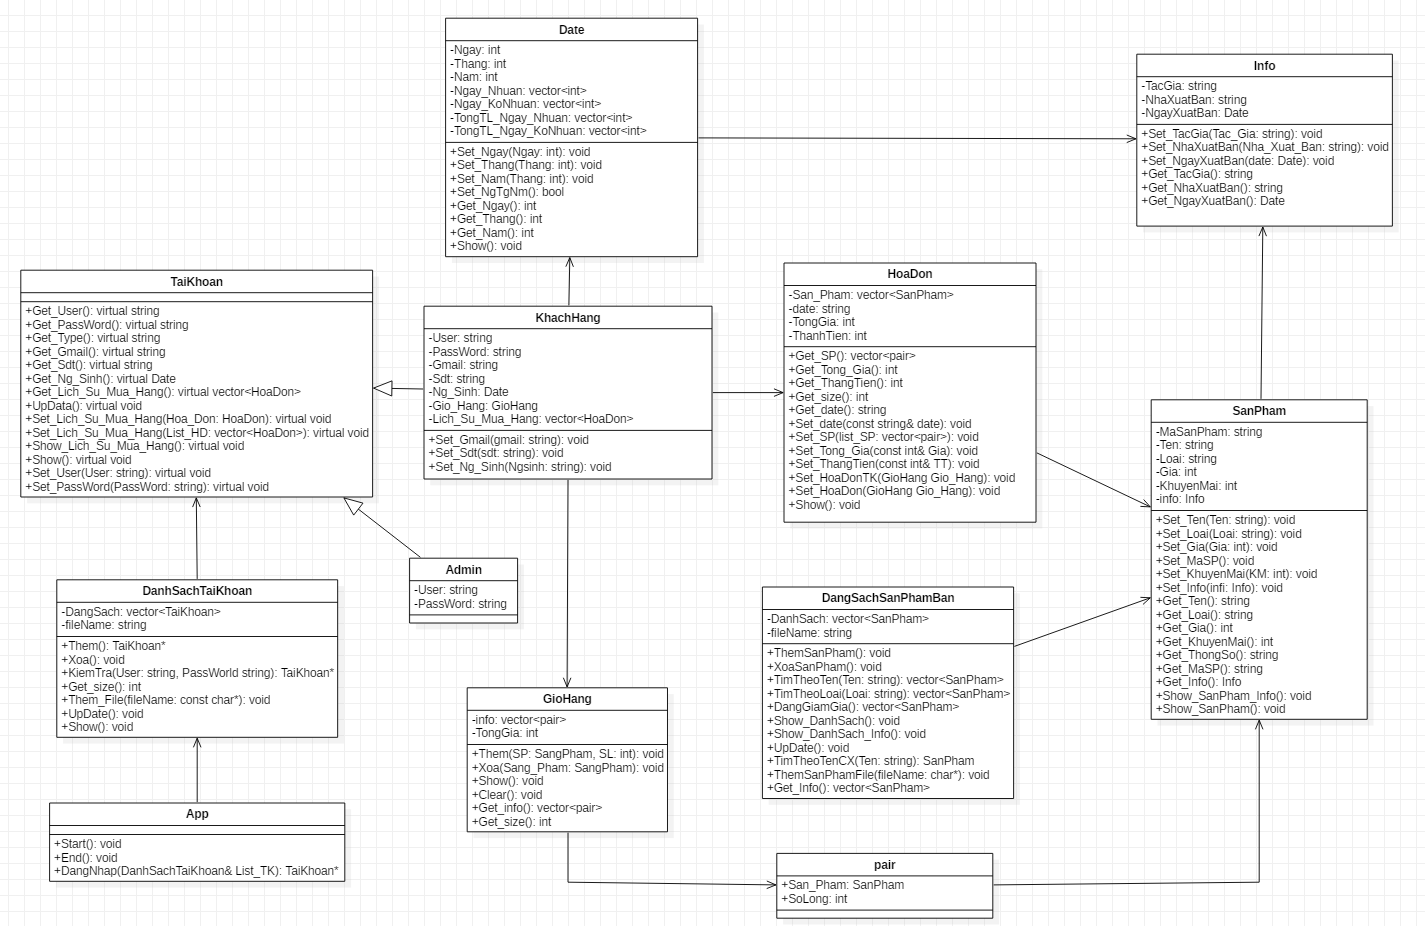 Date
-Ngay: int
-Thang: int
-Nam: int
-Ngay_Nhuan: vector<int>
-Ngay_KoNhuan: vector<int>
-TongTL_Ngay_Nhuan: vector<int>
-TongTL_Ngay_KoNhuan: vector<int>
+Set_Ngay(Ngay: int): void
+Set_Thang(Thang: int): void
+Set_Nam(Thang: int): void
+Set_NgTgNm(): bool
+Get_Ngay(): int
+Get_Thang(): int
+Get_Nam(): int
+Show(): void
Info
-TacGia: string
-NhaXuatBan: string
-NgayXuatBan: Date
+Set_TacGia(Tac_Gia: string): void
+Set_NhaXuatBan(Nha_Xuat_Ban: string): void
+Set_NgayXuatBan(date: Date): void
+Get_TacGia(): string
+Get_NhaXuatBan(): string
+Get_NgayXuatBan(): Date
TaiKhoan
+Get_User(): virtual string
+Get_PassWord(): virtual string
+Get_Type(): virtual string
+Get_Gmail(): virtual string
+Get_Sdt(): virtual string
+Get_Ng_Sinh(): virtual Date
+Get_Lich_Su_Mua_Hang(): virtual vector<HoaDon>
+UpData(): virtual void
+Set_Lich_Su_Mua_Hang(Hoa_Don: HoaDon): virtual void
+Set_Lich_Su_Mua_Hang(List_HD: vector<HoaDon>): virtual void
+Show_Lich_Su_Mua_Hang(): virtual void
+Show(): virtual void
+Set_User(User: string): virtual void
+Set_PassWord(PassWord: string): virtual void
KhachHang
-User: string
-PassWord: string
-Gmail: string
-Sdt: string
-Ng_Sinh: Date
-Gio_Hang: GioHang
-Lich_Su_Mua_Hang: vector<HoaDon>
+Set_Gmail(gmail: string): void
+Set_Sdt(sdt: string): void
+Set_Ng_Sinh(Ngsinh: string): void
HoaDon
-San_Pham: vector<SanPham>
-date: string
-TongGia: int
-ThanhTien: int
+Get_SP(): vector<pair>
+Get_Tong_Gia(): int
+Get_ThangTien(): int
+Get_size(): int
+Get_date(): string
+Set_date(const string& date): void
+Set_SP(list_SP: vector<pair>): void
+Set_Tong_Gia(const int& Gia): void
+Set_ThangTien(const int& TT): void
+Set_HoaDonTK(GioHang Gio_Hang): void
+Set_HoaDon(GioHang Gio_Hang): void
+Show(): void
SanPham
-MaSanPham: string
-Ten: string
-Loai: string
-Gia: int
-KhuyenMai: int
-info: Info
+Set_Ten(Ten: string): void
+Set_Loai(Loai: string): void
+Set_Gia(Gia: int): void
+Set_MaSP(): void
+Set_KhuyenMai(KM: int): void
+Set_Info(infi: Info): void
+Get_Ten(): string
+Get_Loai(): string
+Get_Gia(): int
+Get_KhuyenMai(): int
+Get_ThongSo(): string
+Get_MaSP(): string
+Get_Info(): Info
+Show_SanPham_Info(): void
+Show_SanPham(): void
Admin
-User: string
-PassWord: string
DanhSachTaiKhoan
-DangSach: vector<TaiKhoan>
-fileName: string
+Them(): TaiKhoan*
+Xoa(): void
+KiemTra(User: string, PassWorld string): TaiKhoan*
+Get_size(): int
+Them_File(fileName: const char*): void
+UpDate(): void
+Show(): void
DangSachSanPhamBan
-DanhSach: vector<SanPham>
-fileName: string
+ThemSanPham(): void
+XoaSanPham(): void
+TimTheoTen(Ten: string): vector<SanPham>
+TimTheoLoai(Loai: string): vector<SanPham>
+DangGiamGia(): vector<SanPham>
+Show_DanhSach(): void
+Show_DanhSach_Info(): void
+UpDate(): void
+TimTheoTenCX(Ten: string): SanPham
+ThemSanPhamFile(fileName: char*): void
+Get_Info(): vector<SanPham>
GioHang
-info: vector<pair>
-TongGia: int
+Them(SP: SangPham, SL: int): void
+Xoa(Sang_Pham: SangPham): void
+Show(): void
+Clear(): void
+Get_info(): vector<pair>
+Get_size(): int
App
+Start(): void
+End(): void
+DangNhap(DanhSachTaiKhoan& List_TK): TaiKhoan*
pair
+San_Pham: SanPham
+SoLong: int